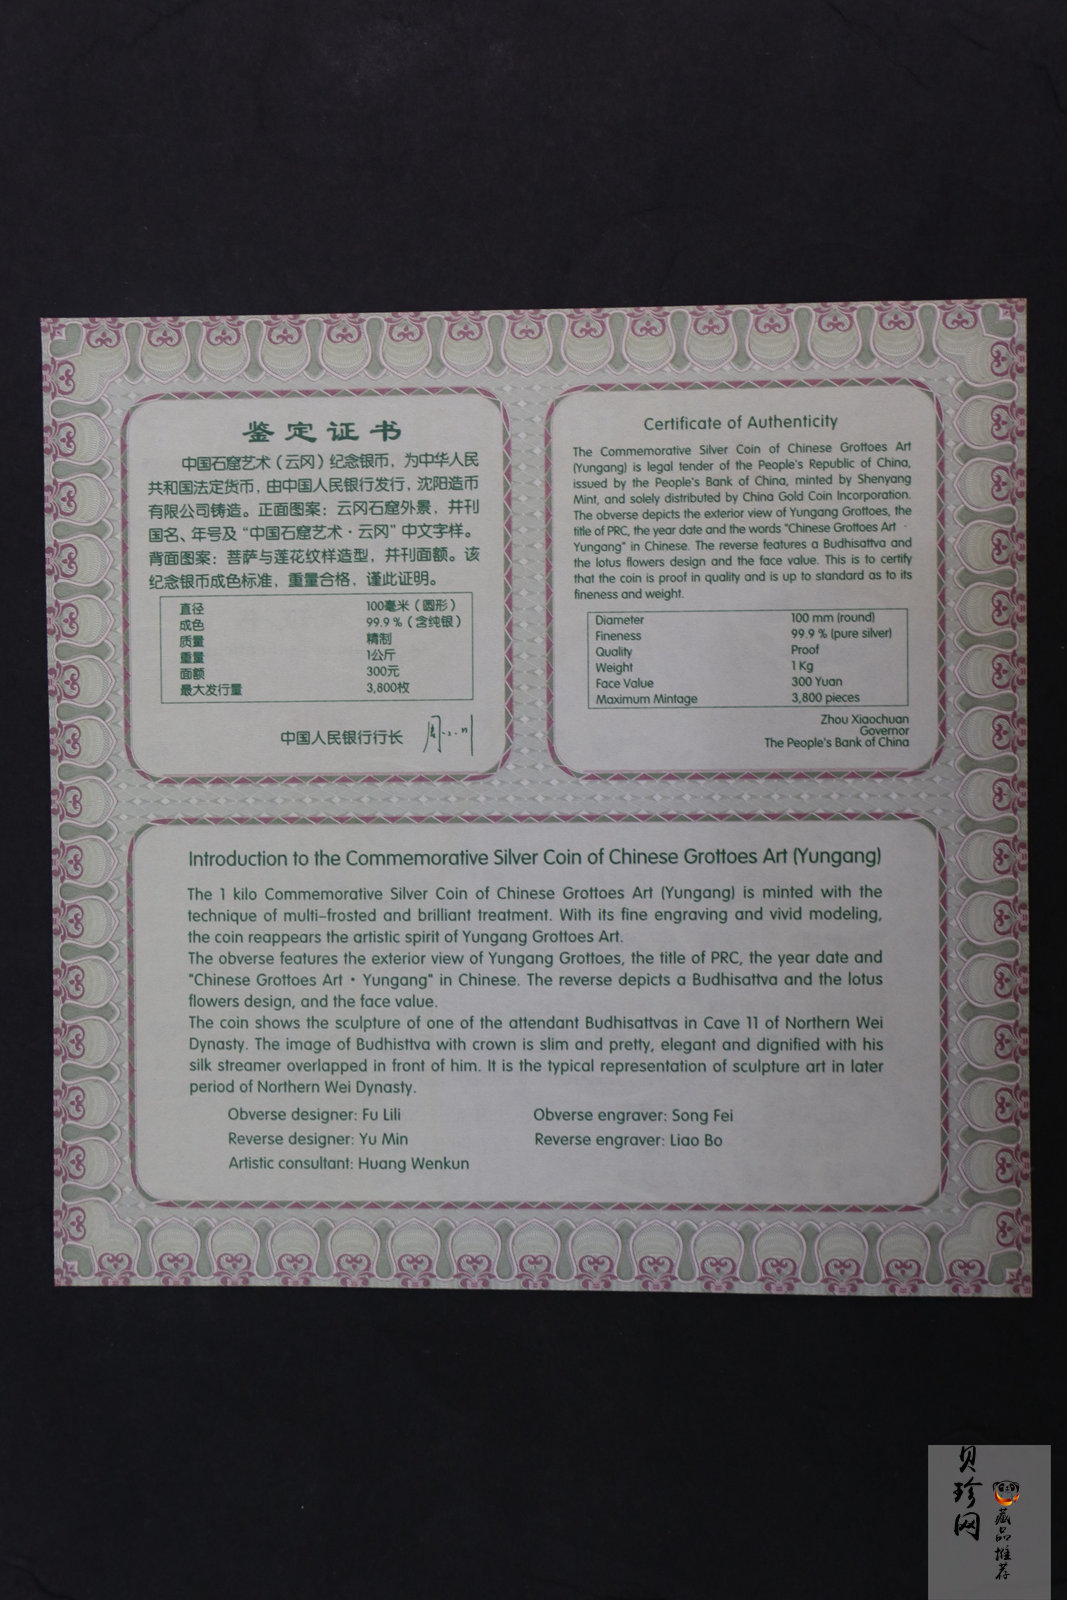 鉴定证书
中国石窟艺术（云冈）纪念银币，为中华人民
共和国法定货币，由中国人民银行发行，沈阳造币
有限公司铸造。正面图案：云冈石窟外景，并刊
国名、年号及“中国石窟艺术·云冈”中文字样。
背面图案：菩萨与莲花纹样造型，并刊面额。该
纪念银币成色标准，重量合格，谨此证明。
直径 100毫米（圆形）
成色 99.9％（含纯银）
质量 精制
重量 1公斤
面额 300元
最大发行量 3,800枚
中国人民银行行长
Certificate of Authenticity
The Commemorative Silver Coin of Chinese Grottoes Art
(Yungang) is legal tender of the People's Republic of China,
issued by the People's Bank of China, minted by Shenyang
Mint, and solely distributed by China Gold Coin Incorporation.
The obverse depicts the exterior view of Yungang Grottoes, the
title of PRC, the year date and the words "Chinese Grottoes Art ·
Yungang" in Chinese. The reverse features a Budhisattva and
the lotus flowers design and the face value. This is to certify
that the coin is proof in quality and is up to standard as to its
fineness and weight.
Diameter 100 mm (round)
Fineness 99.9 % (pure silver)
Quality Proof
Weight 1 Kg
Face Value 300 Yuan
Maximum Mintage 3,800 pieces
Zhou Xiaochuan
Governor
The People's Bank of China
Introduction to the Commemorative Silver Coin of Chinese Grottoes Art (Yungang)
The 1 kilo Commemorative Silver Coin of Chinese Grottoes Art (Yungang) is minted with the
technique of multi-frosted and brilliant treatment. With its fine engraving and vivid modeling,
the coin reappears the artistic spirit of Yungang Grottoes Art.
The obverse features the exterior view of Yungang Grottoes, the title of PRC, the year date and
"Chinese Grottoes Art · Yungang" in Chinese. The reverse depicts a Budhisattva and the lotus
flowers design, and the face value.
The coin shows the sculpture of one of the attendant Budhisattvas in Cave 11 of Northern Wei
Dynasty. The image of Budhisttva with crown is slim and pretty, elegant and dignified with his
silk streamer overlapped in front of him. It is the typical representation of sculpture art in later
period of Northern Wei Dynasty.
Obverse designer: Fu Lili Obverse engraver: Song Fei
Reverse designer: Yu Min Reverse engraver: Liao Bo
Artistic consultant: Huang Wenkun
贝珍网
藏品推荐